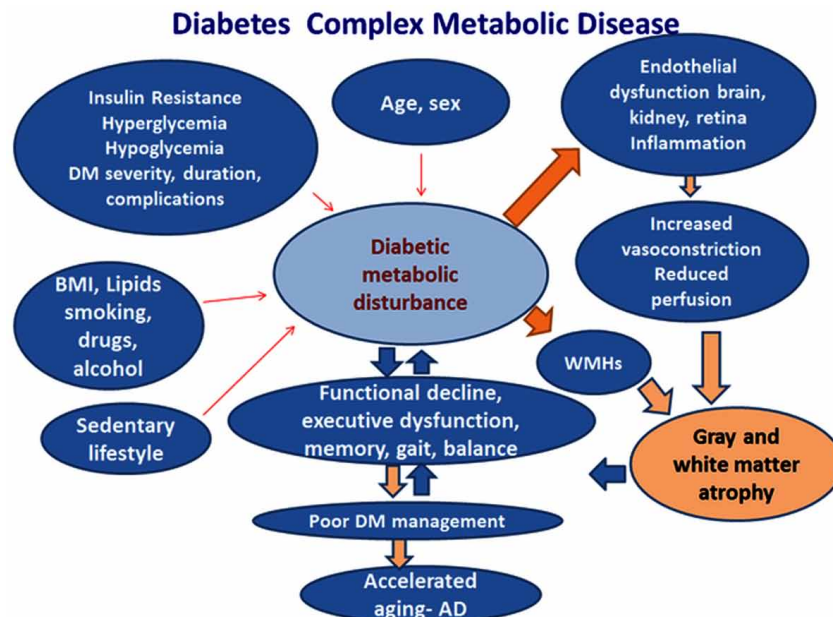 Diabetes  Complex Metabolic Disease
Insulin Resistance
Hyperglycemia
Hypoglycemia
DM severity, duration,
complications
Age, sex
Endothelial
dysfunction brain,
kidney, retina
Inflammation
Diabetic
metabolic
disturbance
Increased
vasoconstriction
Reduced
perfusion
BMI, Lipids
smoking,
drugs,
alcohol
WMHs
Sedentary
lifestyle
Functional decline,
executive dysfunction,
memory, gait, balance
Gray and
white matter
atrophy
Poor DM management
Accelerated
aging- AD